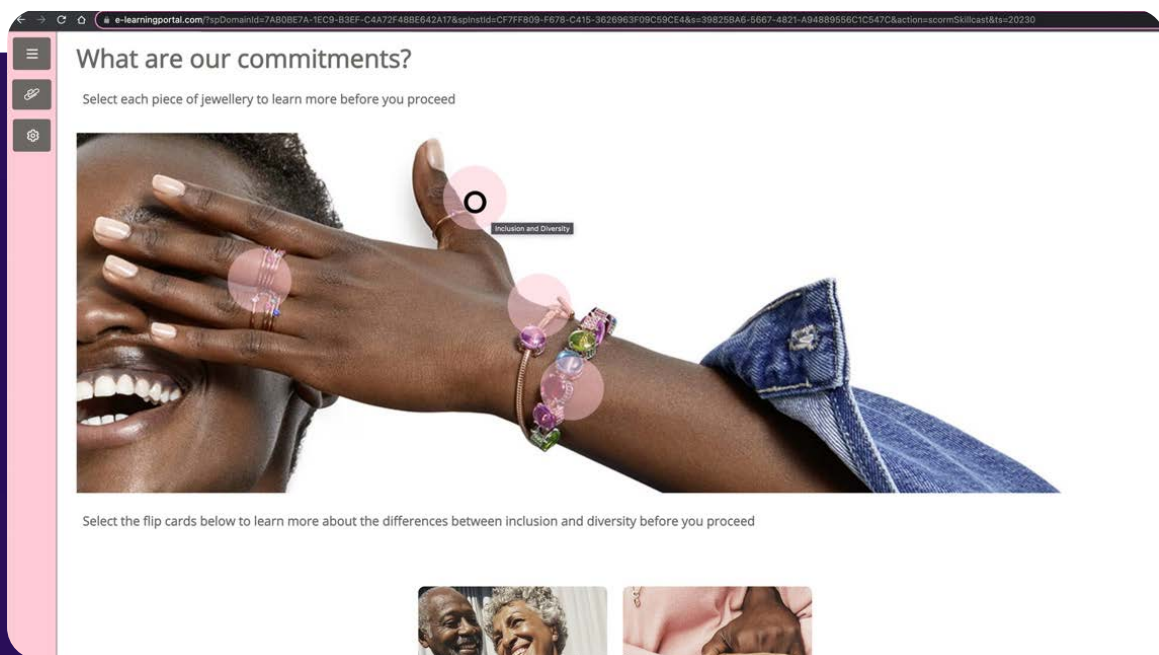 e-learningportal.com/?spDomainId=7AB0BE7A-1EC9-B3EF-C4A72F48BE642A17&spInstId=CF7FF809-F678-C415-3626963F09C59CE4&s=39825BA6-5667-4821-A94889556C1C547C&action=scormSkillcast&ts=20230
What are our commitments?
Select each piece of jewellery to learn more before you proceed
Inclusion and Diversity
Select the flip cards below to learn more about the differences between inclusion and diversity before you proceed